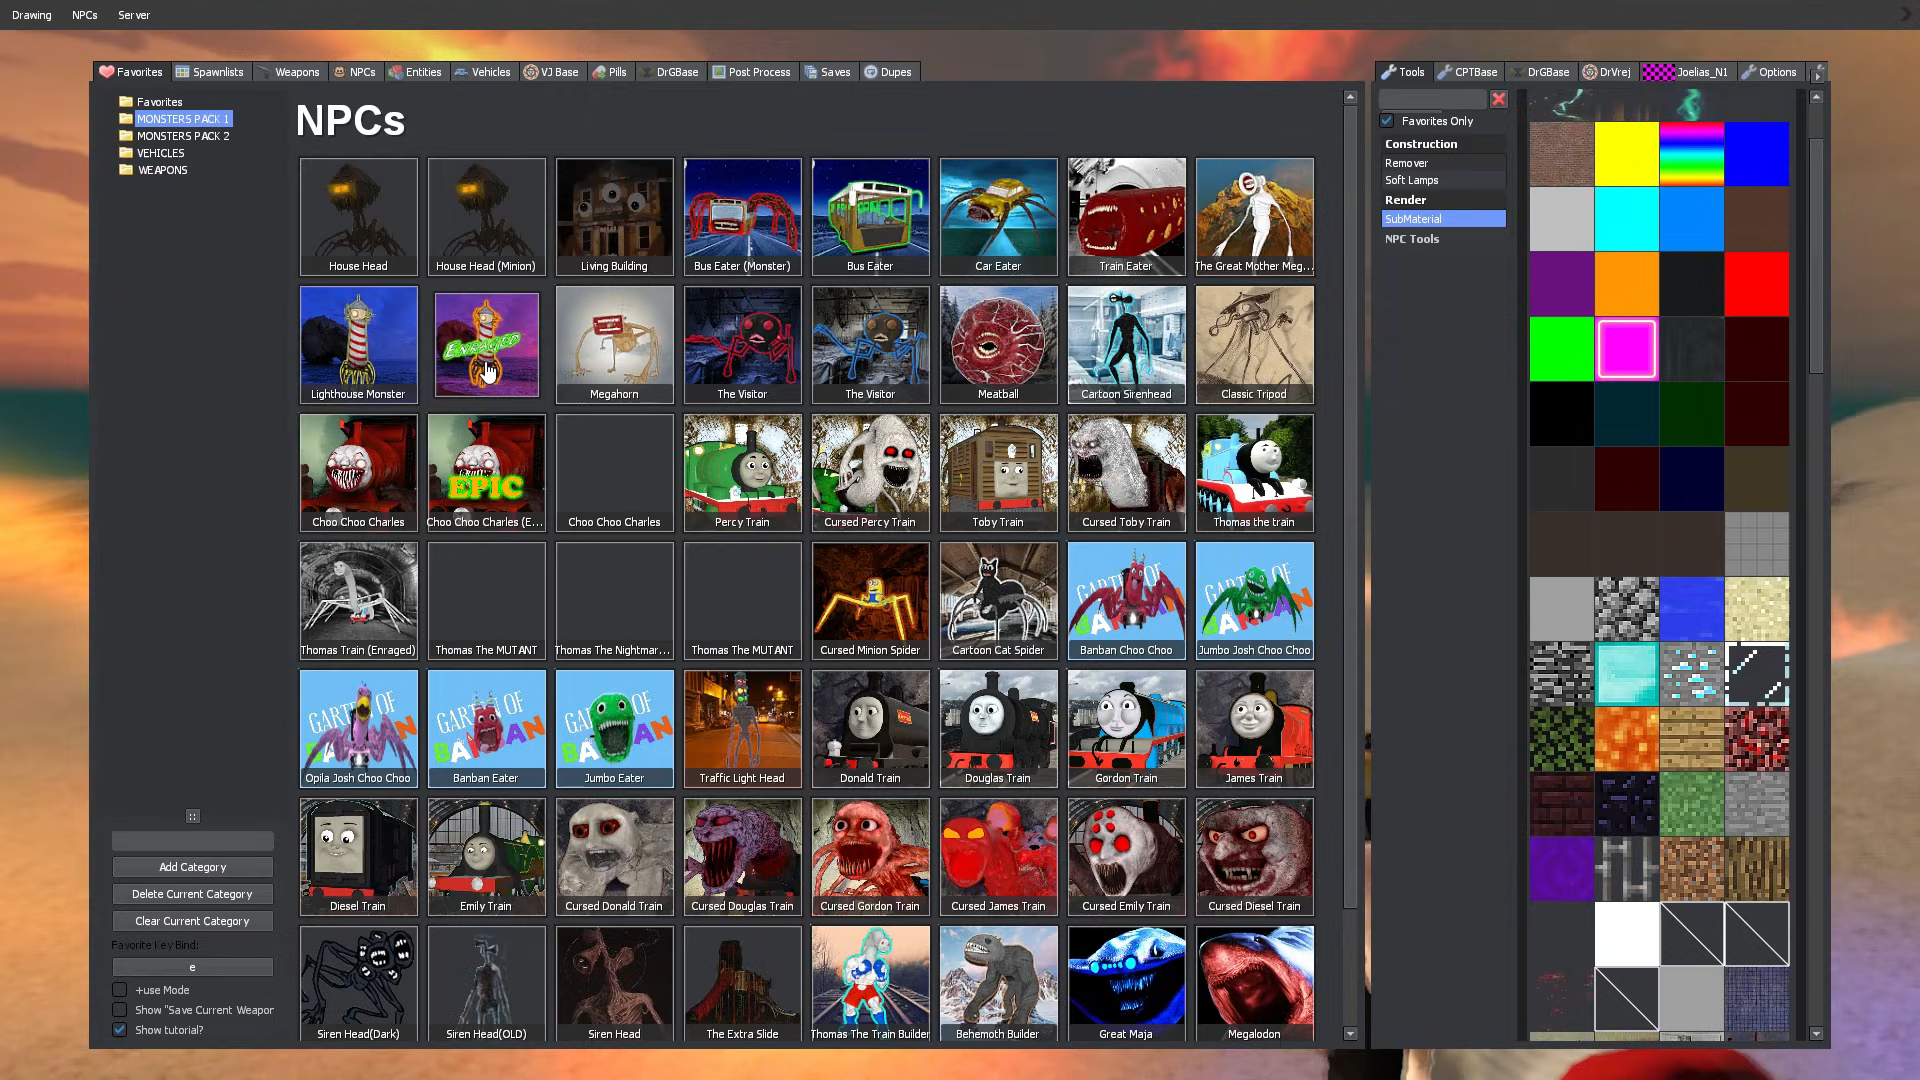 Drawing NPCs Server
Favorites Spawnlists Weapons NPCs Entities Vehicles VJ Base Pills DrGBase Post Process Saves Dupes
Tools CPTBase DrGBase DrVrej Joelias_N1 Options
Favorites
MONSTERS PACK 1
MONSTERS PACK 2
VEHICLES
WEAPONS
NPCs
House Head House Head (Minion) Living Building Bus Eater (Monster) Bus Eater Car Eater Train Eater The Great Mother Meg...
ENRAGED
Lighthouse Monster Megahorn The Visitor The Visitor Meatball Cartoon Sirenhead Classic Tripod
EPIC
Choo Choo Charles Choo Choo Charles (E... Choo Choo Charles Percy Train Cursed Percy Train Toby Train Cursed Toby Train Thomas the train
Thomas Train (Enraged) Thomas The MUTANT Thomas The Nightmar... Thomas The MUTANT Cursed Minion Spider Cartoon Cat Spider Banban Choo Choo Jumbo Josh Choo Choo
Opila Josh Choo Choo Banban Eater Jumbo Eater Traffic Light Head Donald Train Douglas Train Gordon Train James Train
Diesel Train Emily Train Cursed Donald Train Cursed Douglas Train Cursed Gordon Train Cursed James Train Cursed Emily Train Cursed Diesel Train
Siren Head(Dark) Siren Head(OLD) Siren Head The Extra Slide Thomas The Train Builder Behemoth Builder Great Maja Megalodon
Add Category
Delete Current Category
Clear Current Category
Favorite Key Bind:
e
+use Mode
Show "Save Current Weapor
Show tutorial?
Favorites Only
Construction
Remover
Soft Lamps
Render
SubMaterial
NPC Tools